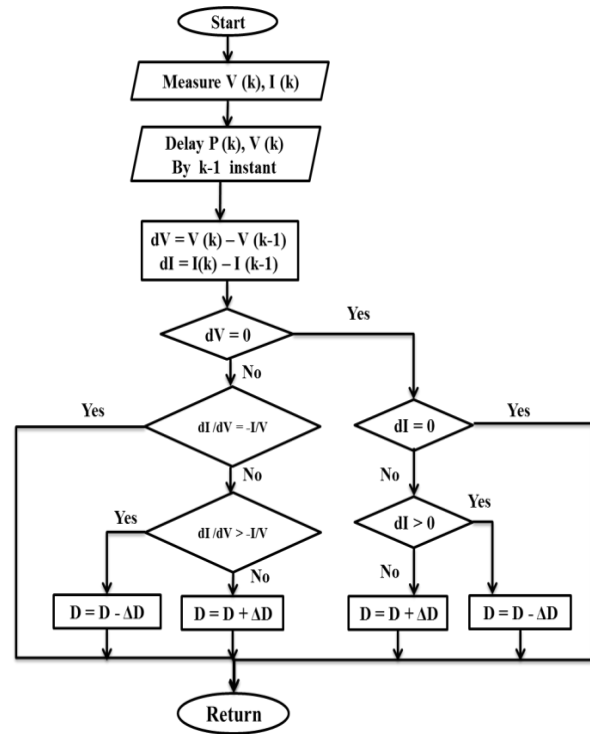 Start
Measure V (k), I (k)
Delay P (k), V (k)
By k-1 instant
dV = V (k) – V (k-1)
dI = I(k) – I (k-1)
Yes
dV = 0
No
Yes
dI /dV = -I/V
dI = 0
Yes
No
No
Yes
dI /dV > -I/V
dI > 0
Yes
No
No
D = D - ΔD
D = D + ΔD
D = D + ΔD
D = D - ΔD
Return